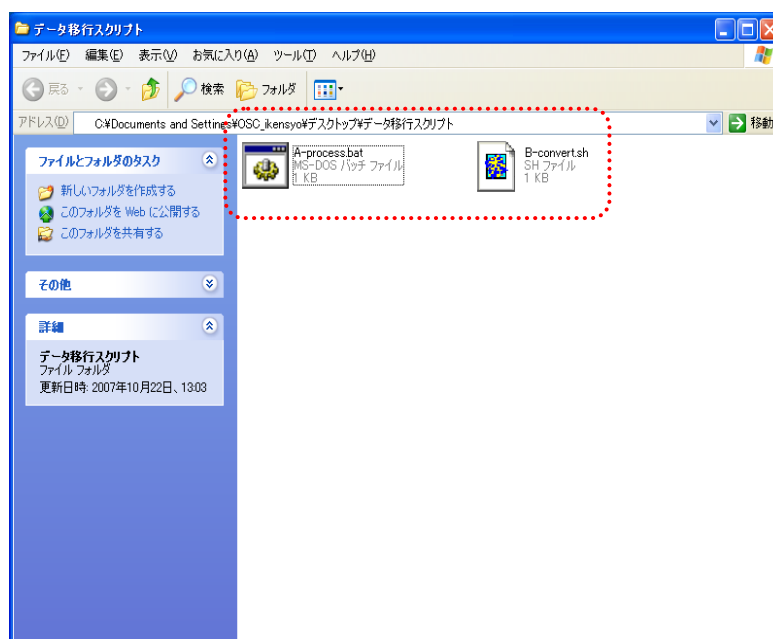 データ移行スクリプト
ファイル(F) 編集(E) 表示(V) お気に入り(A) ツール(T) ヘルプ(H)
戻る 検索 フォルダ
アドレス(D) C:¥Documents and Settings¥OSC_ikensyo¥デスクトップ¥データ移行スクリプト 移動
ファイルとフォルダのタスク
新しいフォルダを作成する
このフォルダを Web に公開する
このフォルダを共有する
その他
詳細
データ移行スクリプト
ファイル フォルダ
更新日時: 2007年10月22日、13:03
A-process.bat
MS-DOS バッチ ファイル
1 KB
B-convert.sh
SH ファイル
1 KB